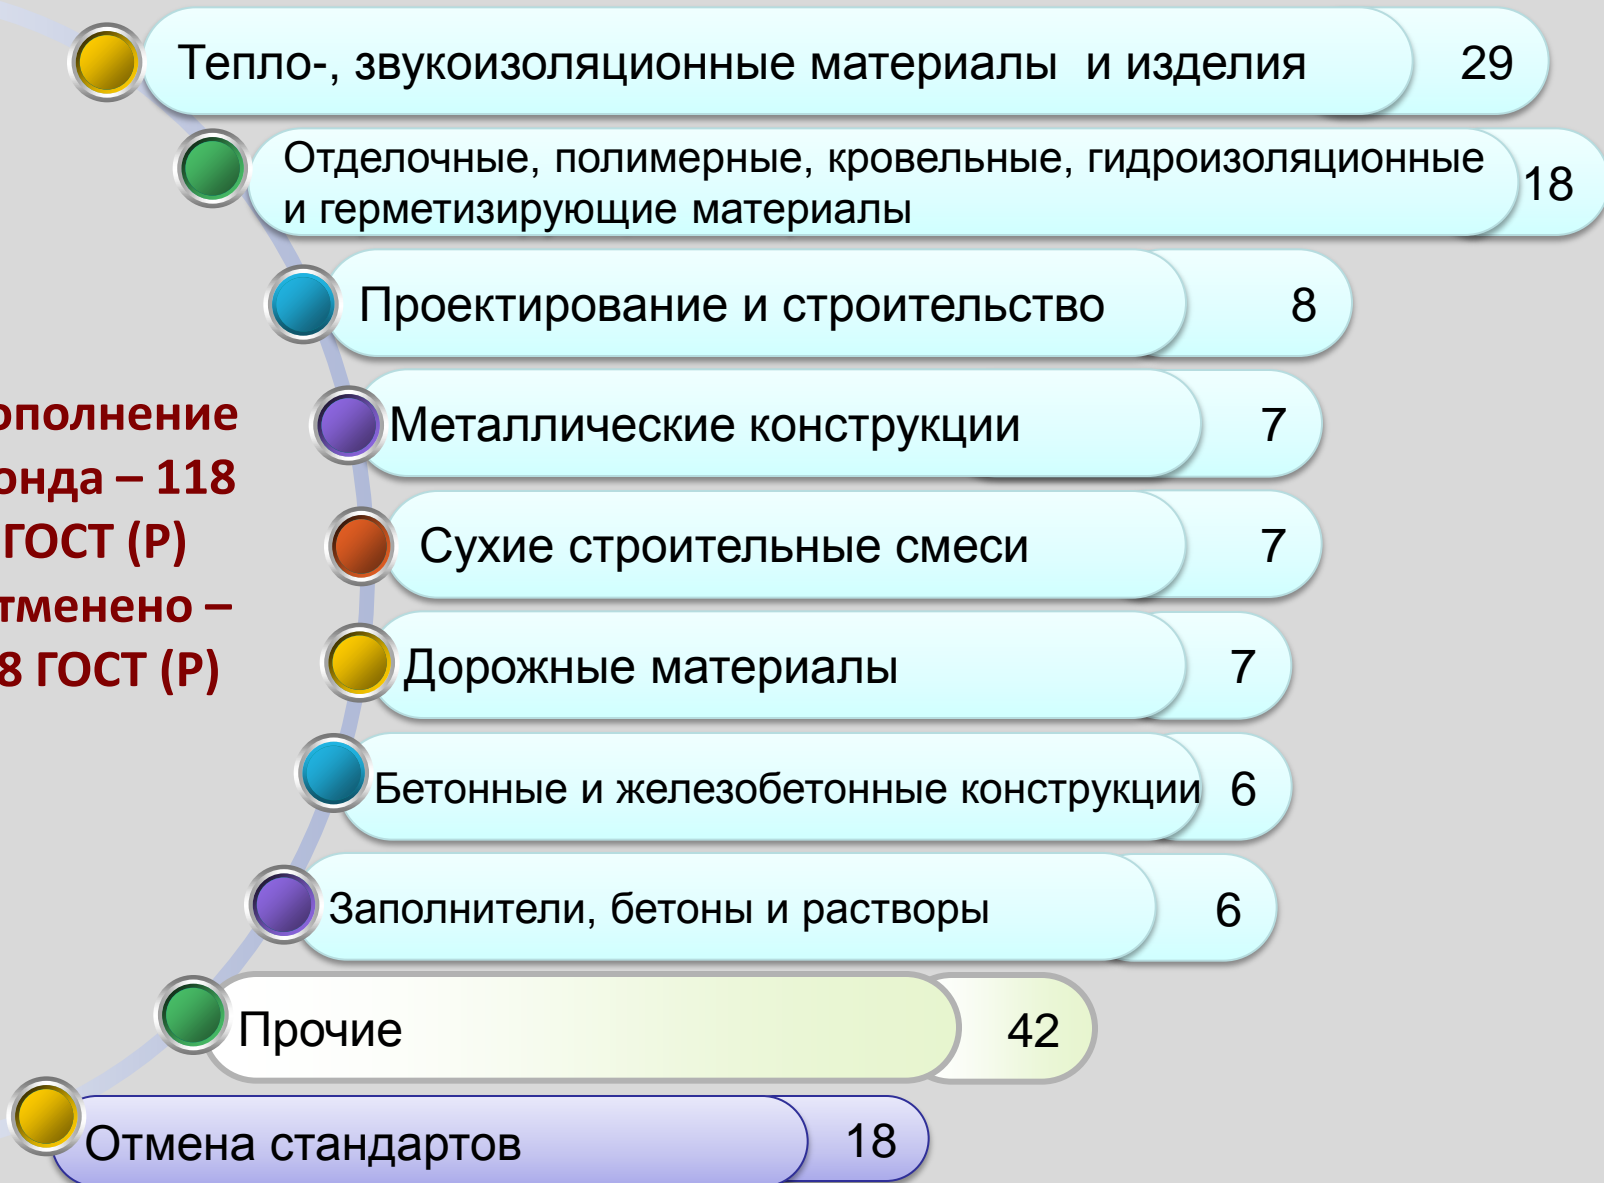 Тепло-, звукоизоляционные материалы и изделия 29
Отделочные, полимерные, кровельные, гидроизоляционные
и герметизирующие материалы 18
Проектирование и строительство 8
Металлические конструкции 7
Сухие строительные смеси 7
Дорожные материалы 7
Бетонные и железобетонные конструкции 6
Заполнители, бетоны и растворы 6
Прочие 42
Отмена стандартов 18
ополнение
онда – 118
ГОСТ (Р)
тменено –
8 ГОСТ (Р)